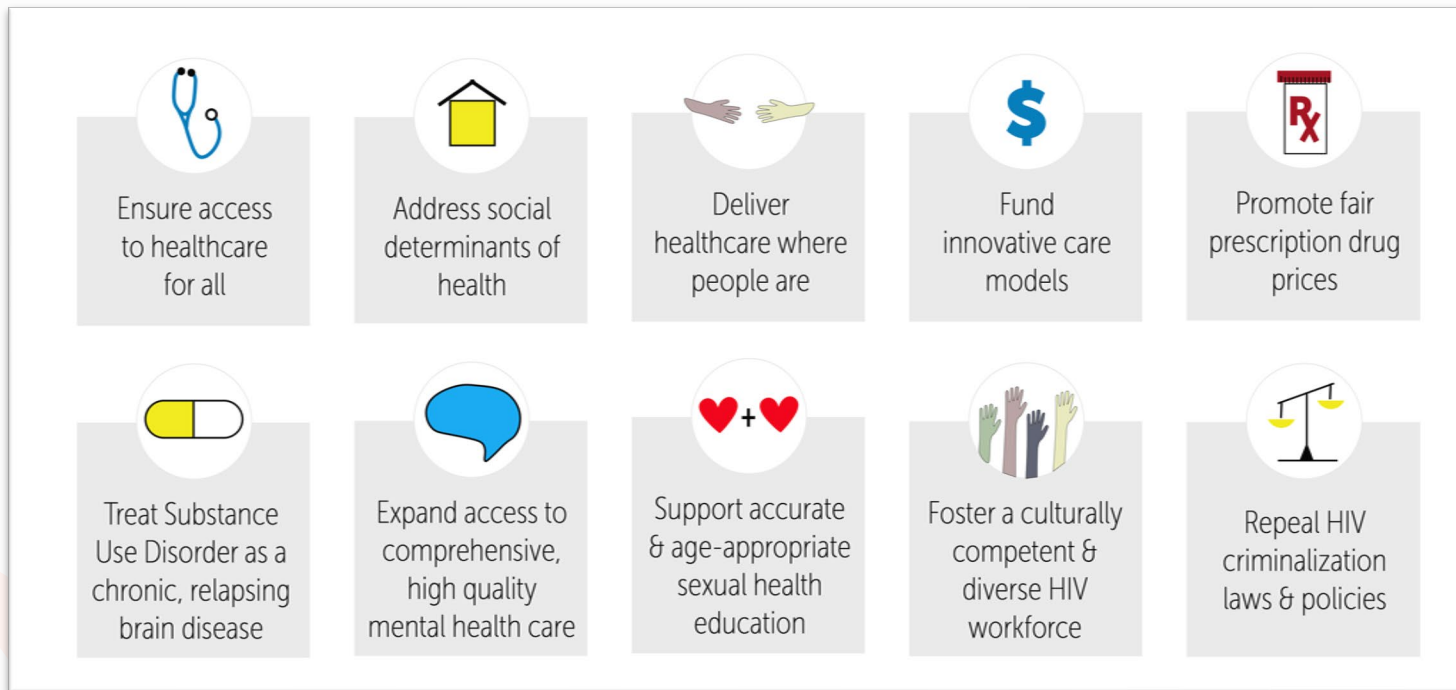 Ensure access
to healthcare
for all
Address social
determinants of
health
Deliver
healthcare where
people are
$
Fund
innovative care
models
Rx
Promote fair
prescription drug
prices
Treat Substance
Use Disorder as a
chronic, relapsing
brain disease
Expand access to
comprehensive,
high quality
mental health care
+
Support accurate
& age-appropriate
sexual health
education
Foster a culturally
competent &
diverse HIV
workforce
Repeal HIV
criminalization
laws & policies